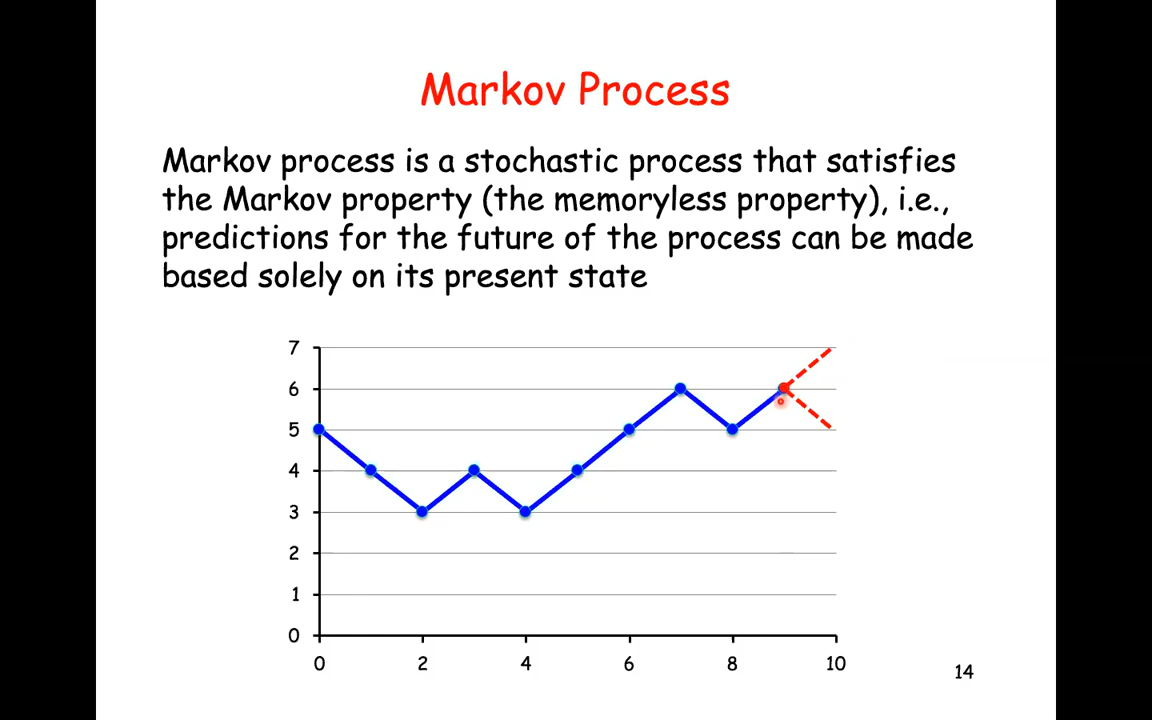 Markov Process
Markov process is a stochastic process that satisfies
the Markov property (the memoryless property), i.e.,
predictions for the future of the process can be made
based solely on its present state
7
6
5
4
3
2
1
0
0 2 4 6 8 10
14